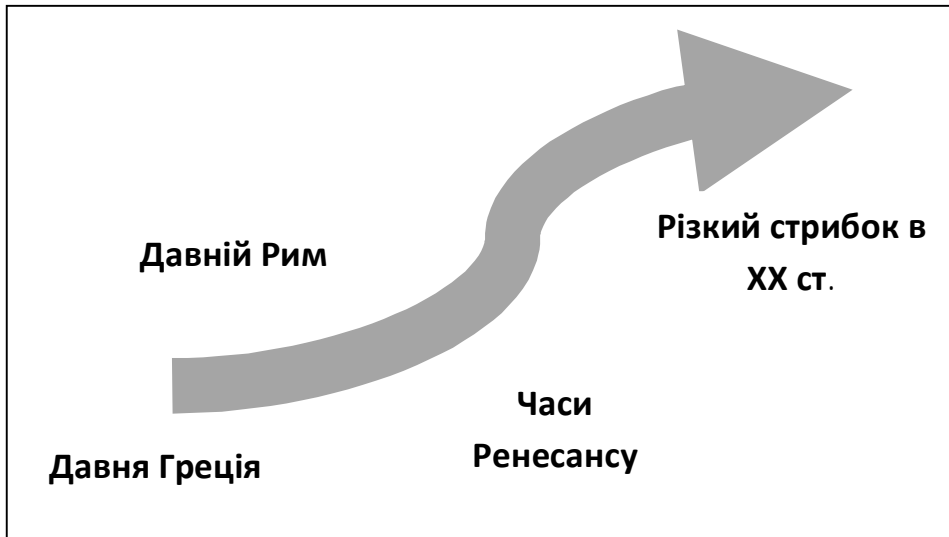 Давній Рим
Різкий стрибок в
ХХ ст.
Часи
Ренесансу
Давня Греція